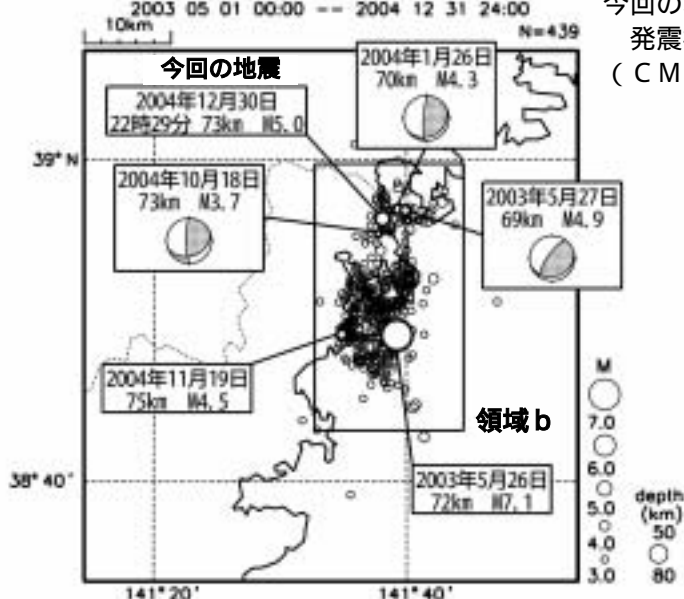 2003 05 01 00:00 -- 2004 12 31 24:00
10km
N=439
今回の
発震
(CM
今回の地震
2004年12月30日
22時29分 73km M5.0
2004年1月26日
70km M4.3
39°N
2004年10月18日
73km M3.7
2003年5月27日
69km M4.9
2004年11月19日
75km M4.5
領域b
2003年5月26日
72km M7.1
38°40'
141°20'
141°40'
M
7.0
6.0
5.0
4.0
3.0
depth
(km)
50
80